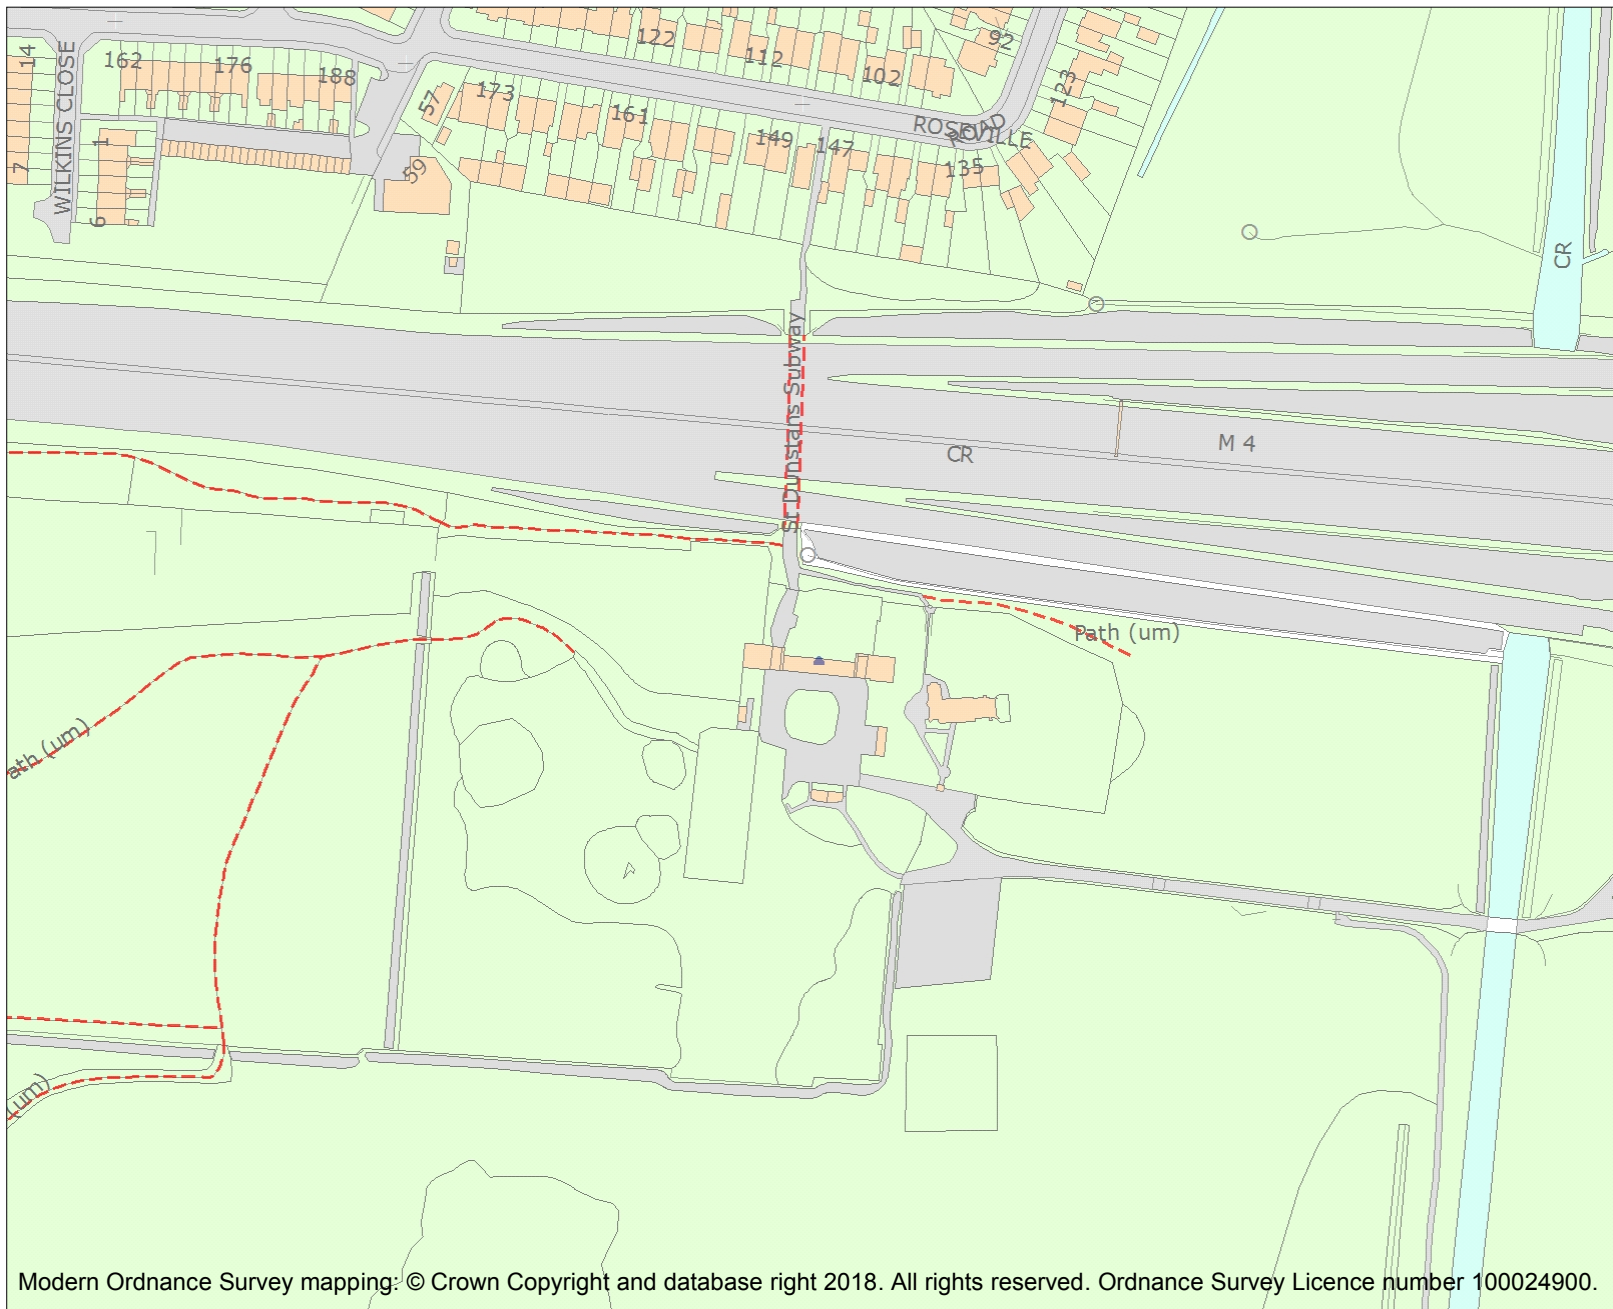 14
WILKINS CLOSE
162
176
188
122
112
102
92
123
57
173
161
149
147
ROSEVILLE
ROAD
135
7
1
6
59
CR
St Dunstans Subway
CR
M 4
Path (um)
ath (um)
(um)
Modern Ordnance Survey mapping: © Crown Copyright and database right 2018. All rights reserved. Ordnance Survey Licence number 100024900.